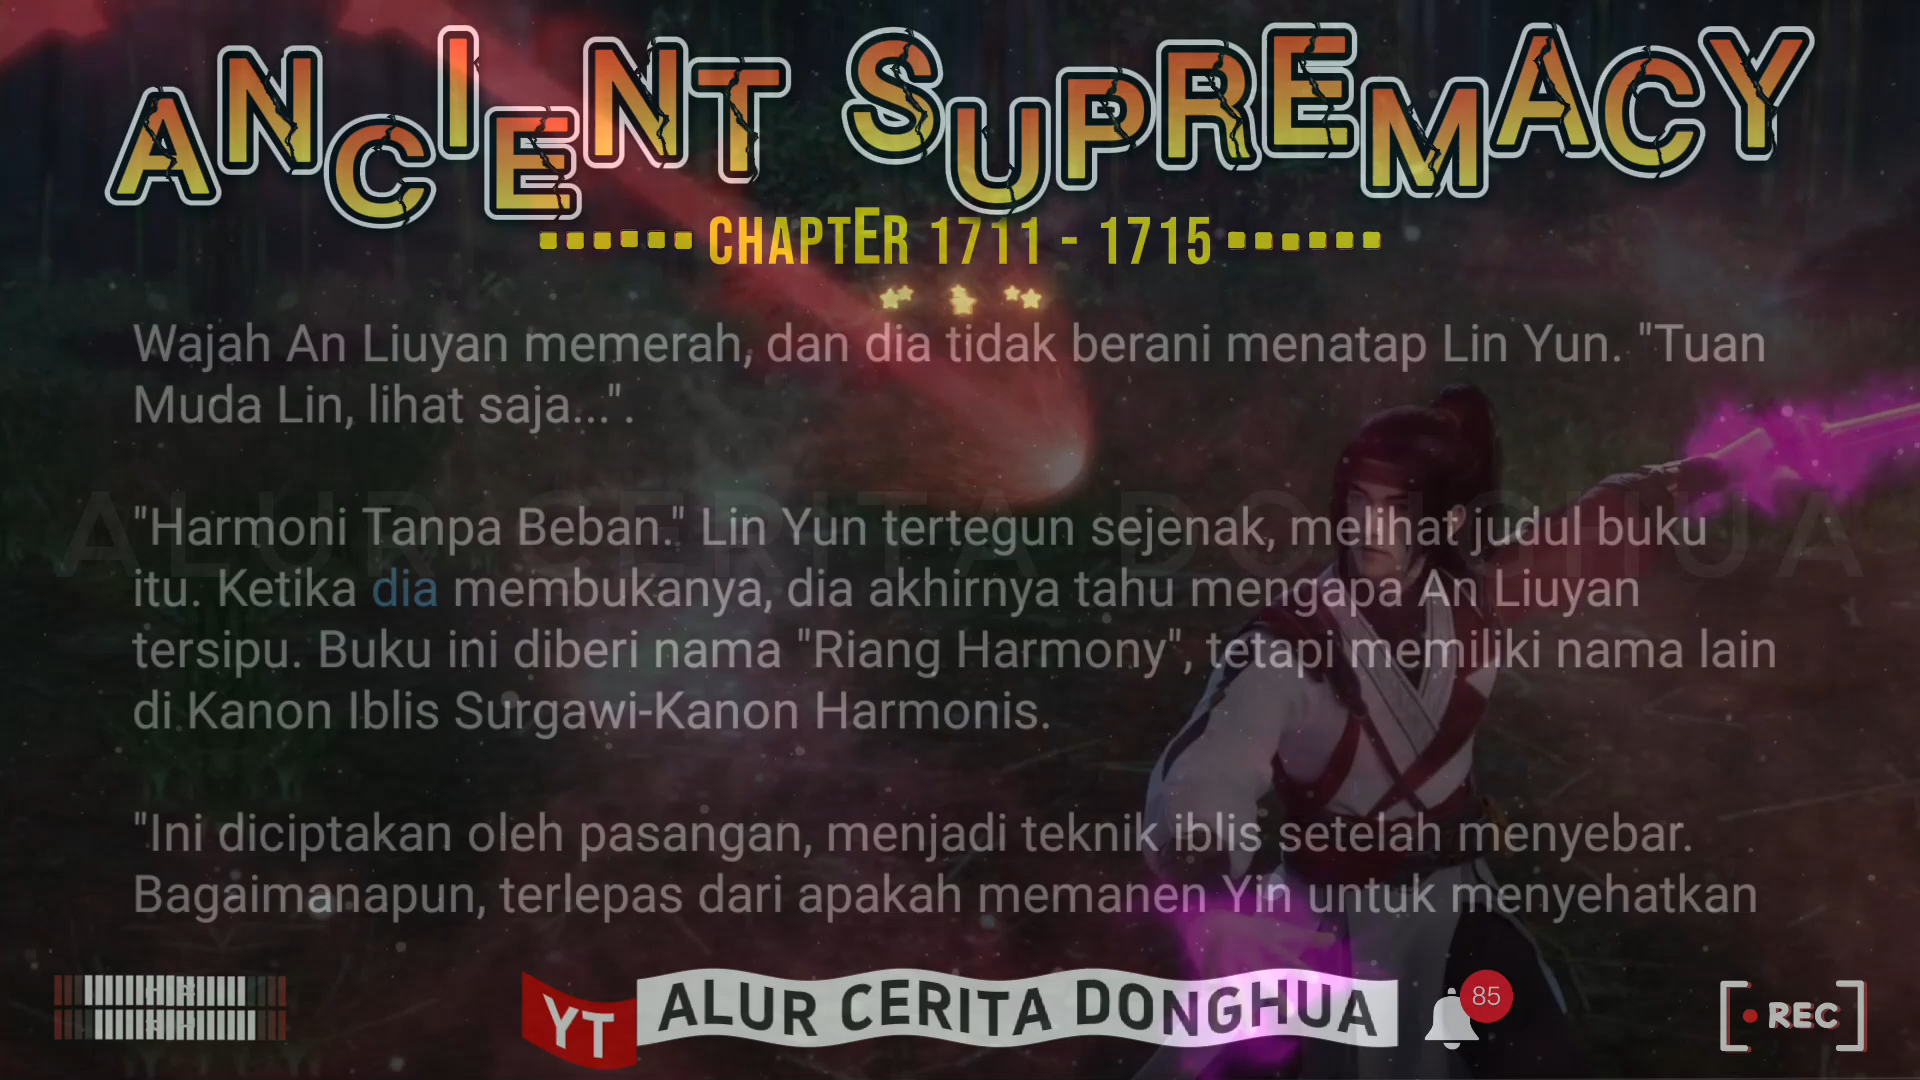 ANCIENT SUPREMACY
CHAPTER 1711 - 1715
Wajah An Liuyan memerah, dan dia tidak berani menatap Lin Yun. "Tuan
Muda Lin, lihat saja...".
"Harmoni Tanpa Beban." Lin Yun tertegun sejenak, melihat judul buku
itu. Ketika dia membukanya, dia akhirnya tahu mengapa An Liuyan
tersipu. Buku ini diberi nama "Riang Harmony", tetapi memiliki nama lain
di Kanon Iblis Surgawi-Kanon Harmonis.
ALUR CERITA DONGHUA
"Ini diciptakan oleh pasangan, menjadi teknik iblis setelah menyebar.
Bagaimanapun, terlepas dari apakah memanen Yin untuk menyehatkan
YT ALUR CERITA DONGHUA 85
REC